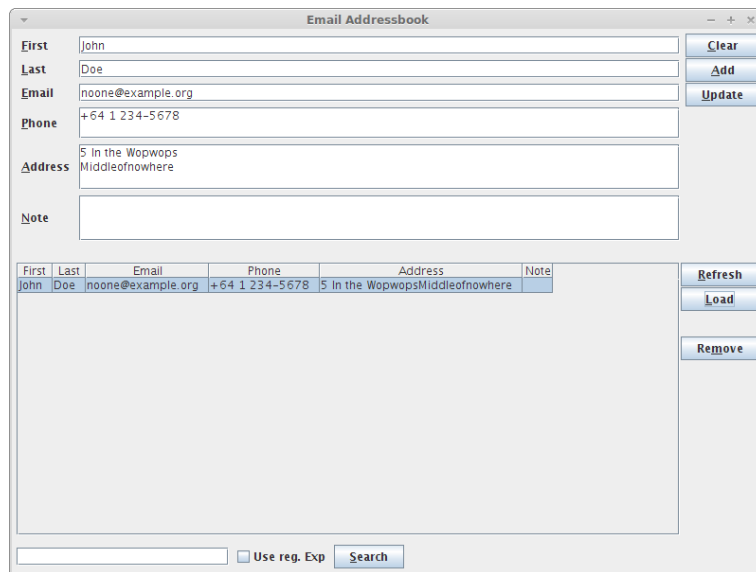 Email Addressbook
First John Clear
Last Doe Add
Email noone@example.org Update
Phone +64 1 234-5678
Address 5 In the Wopwops
Middleofnowhere
Note
First Last Email Phone Address Note Refresh
John Doe noone@example.org +64 1 234-5678 5 In the WopwopsMiddleofnowhere
Load
Remove
Use reg. Exp Search